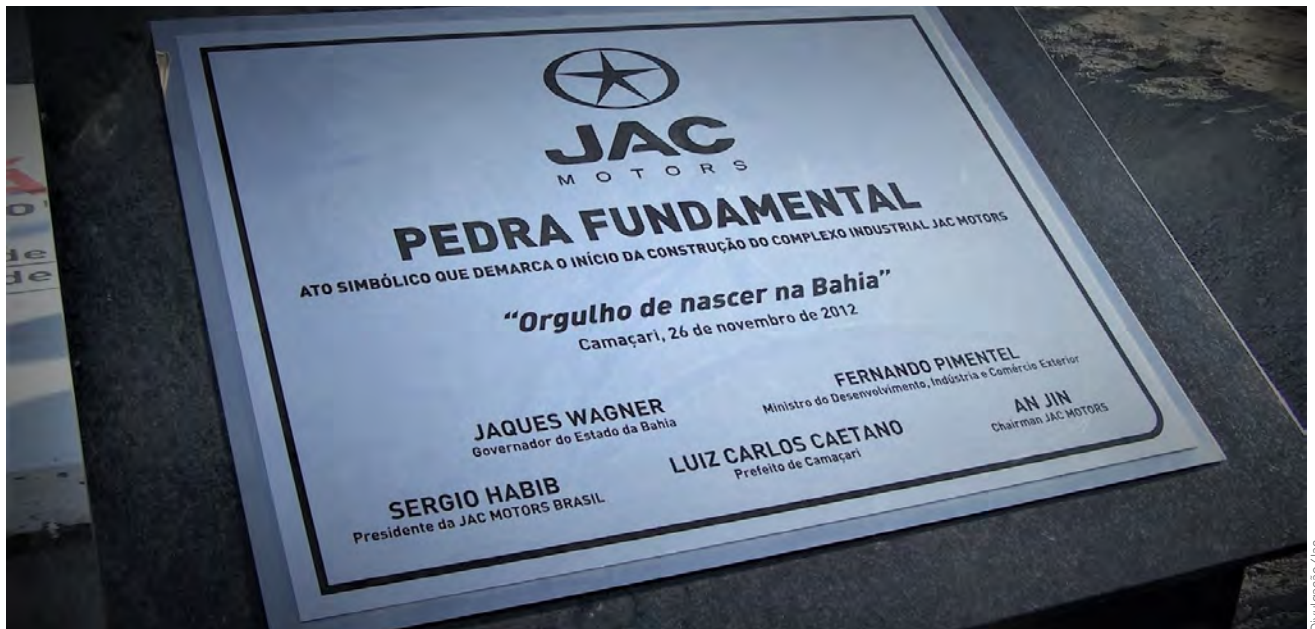 JAC
MOTORS
PEDRA FUNDAMENTAL
ATO SIMBÓLICO QUE DEMARCA O INÍCIO DA CONSTRUÇÃO DO COMPLEXO INDUSTRIAL JAC MOTORS
“Orgulho de nascer na Bahia”
Camaçari, 26 de novembro de 2012
JAQUES WAGNER
Governador do Estado da Bahia
FERNANDO PIMENTEL
Ministro do Desenvolvimento, Indústria e Comércio Exterior
SERGIO HABIB
Presidente da JAC MOTORS BRASIL
LUIZ CARLOS CAETANO
Prefeito de Camaçari
AN JIN
Chairman JAC MOTORS
de
de